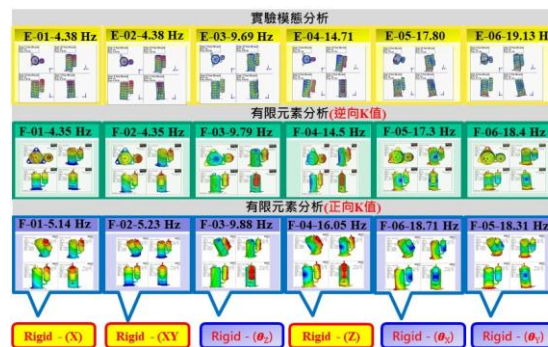 實驗模態分析
E-01-4.38 Hz E-02-4.38 Hz E-03-9.69 Hz E-04-14.71 E-05-17.80 E-06-19.13 H
有限元素分析(逆向K值)
F-01-4.35 Hz F-02-4.35 Hz F-03-9.79 Hz F-04-14.5 Hz F-05-17.3 Hz F-06-18.4 Hz
有限元素分析(正向K值)
F-01-5.14 Hz F-02-5.23 Hz F-03-9.88 Hz F-04-16.05 Hz F-06-18.71 Hz F-05-18.31 Hz
Rigid - (X) Rigid - (XY Rigid - (θZ) Rigid - (Z) Rigid - (θX) Rigid - (θY)